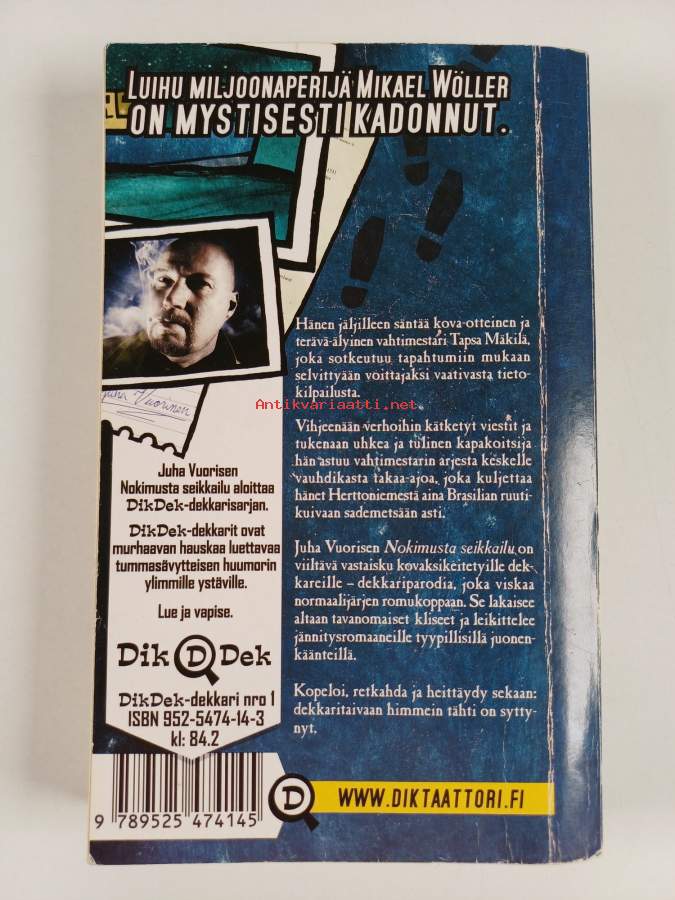 LUIHU MILJOONAPERIJÄ MIKAEL WÖLLER
ON MYSTISESTI KADONNUT.
Hänen jäljilleen säntää kova-otteinen ja
terävä-älyinen vahtimestari Tapsa Mäkilä,
joka sotkeutuu tapahtumiin mukaan
selvittyään voittajaksi vaativasta tieto-
kilpailusta.
Vihjeenään verhoihin kätketyt viestit ja
tukenaan uhkea ja tulinen kapakoitsija
hän astuu vahtimestarin arjesta keskelle
vauhdikasta takaa-ajoa, joka kuljettaa
hänet Herttoniemestä aina Brasilian ruuti-
kuivaan sademetsään asti.
Juha Vuorisen Nokimusta seikkailu on
viiltävä vastaisku kovaksikeitetyille dek-
kareille – dekkariparodia, joka viskaa
normaalijärjen romukoppaan. Se lakaisee
altaan tavanomaiset kliseet ja leikittelee
jännitysromaaneille tyypillisillä juonen-
käänteillä.
Kopeloi, retkahda ja heittäydy sekaan:
dekkaritaivaan himmein tähti on sytty-
nyt.
Juha Vuorinen
Antikvariaatti.net
Juha Vuorisen
Nokimusta seikkailu aloittaa
DikDek-dekkarisarjan.
DikDek-dekkarit ovat
murhaavan hauskaa luettavaa
tummasävytteisen huumorin
ylimmille ystäville.
Lue ja vapise.
Dik D Dek
DikDek-dekkari nro 1
ISBN 952-5474-14-3
kl: 84.2
9 789525 474145
D WWW.DIKTAATTORI.FI